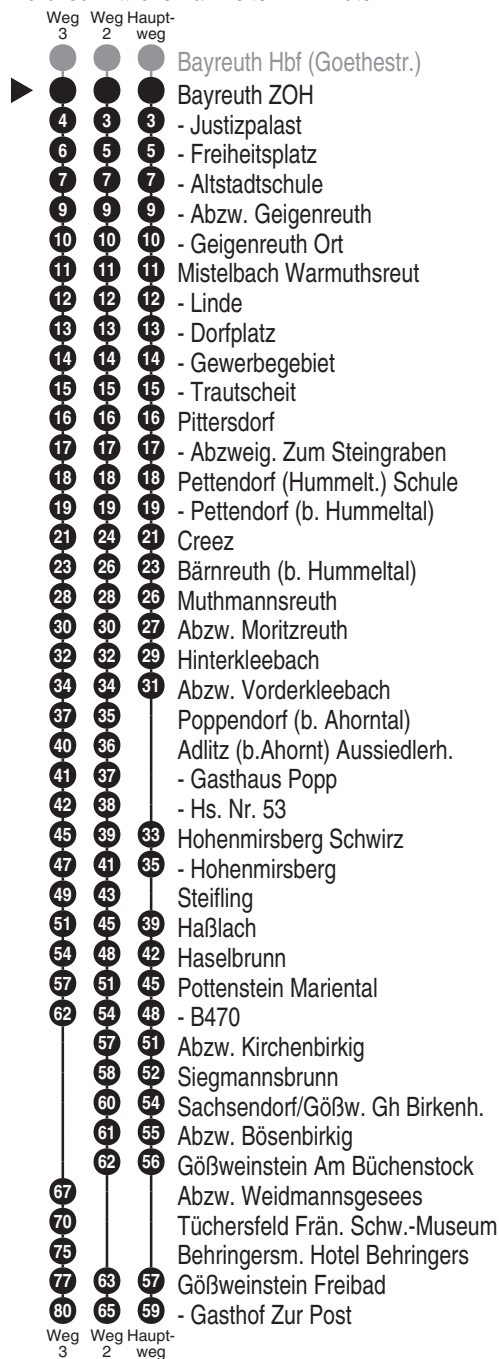 Weg Weg Haupt-
3 2 weg
Bayreuth Hbf (Goethestr.)
Bayreuth ZOH
4 3 3 - Justizpalast
6 5 5 - Freiheitsplatz
7 7 7 - Altstadtschule
9 9 9 - Abzw. Geigenreuth
10 10 10 - Geigenreuth Ort
11 11 11 Mistelbach Warmuthsreut
12 12 12 - Linde
13 13 13 - Dorfplatz
14 14 14 - Gewerbegebiet
15 15 15 - Trautscheit
16 16 16 Pittersdorf
17 17 17 - Abzweig. Zum Steingraben
18 18 18 Pettendorf (Hummelt.) Schule
19 19 19 - Pettendorf (b. Hummeltal)
21 24 21 Creez
23 26 23 Bärnreuth (b. Hummeltal)
28 28 26 Muthmannsreuth
30 30 27 Abzw. Moritzreuth
32 32 29 Hinterkleebach
34 34 31 Abzw. Vorderkleebach
37 35 Poppendorf (b. Ahorntal)
40 36 Adlitz (b.Ahornt) Aussiedlerh.
41 37 - Gasthaus Popp
42 38 - Hs. Nr. 53
45 39 33 Hohenmirsberg Schwirz
47 41 35 - Hohenmirsberg
49 43 Steifling
51 45 39 Haßlach
54 48 42 Haselbrunn
57 51 45 Pottenstein Mariental
62 54 48 - B470
57 51 Abzw. Kirchenbirkig
58 52 Siegmannsbrunn
60 54 Sachsendorf/Gößw. Gh Birkenh.
61 55 Abzw. Bösenbirkig
62 56 Gößweinstein Am Büchenstock
67 Abzw. Weidmannsgesees
70 Tüchersfeld Frän. Schw.-Museum
75 Behringersm. Hotel Behringers
77 63 57 Gößweinstein Freibad
80 65 59 - Gasthof Zur Post
Weg Weg Haupt-
3 2 weg